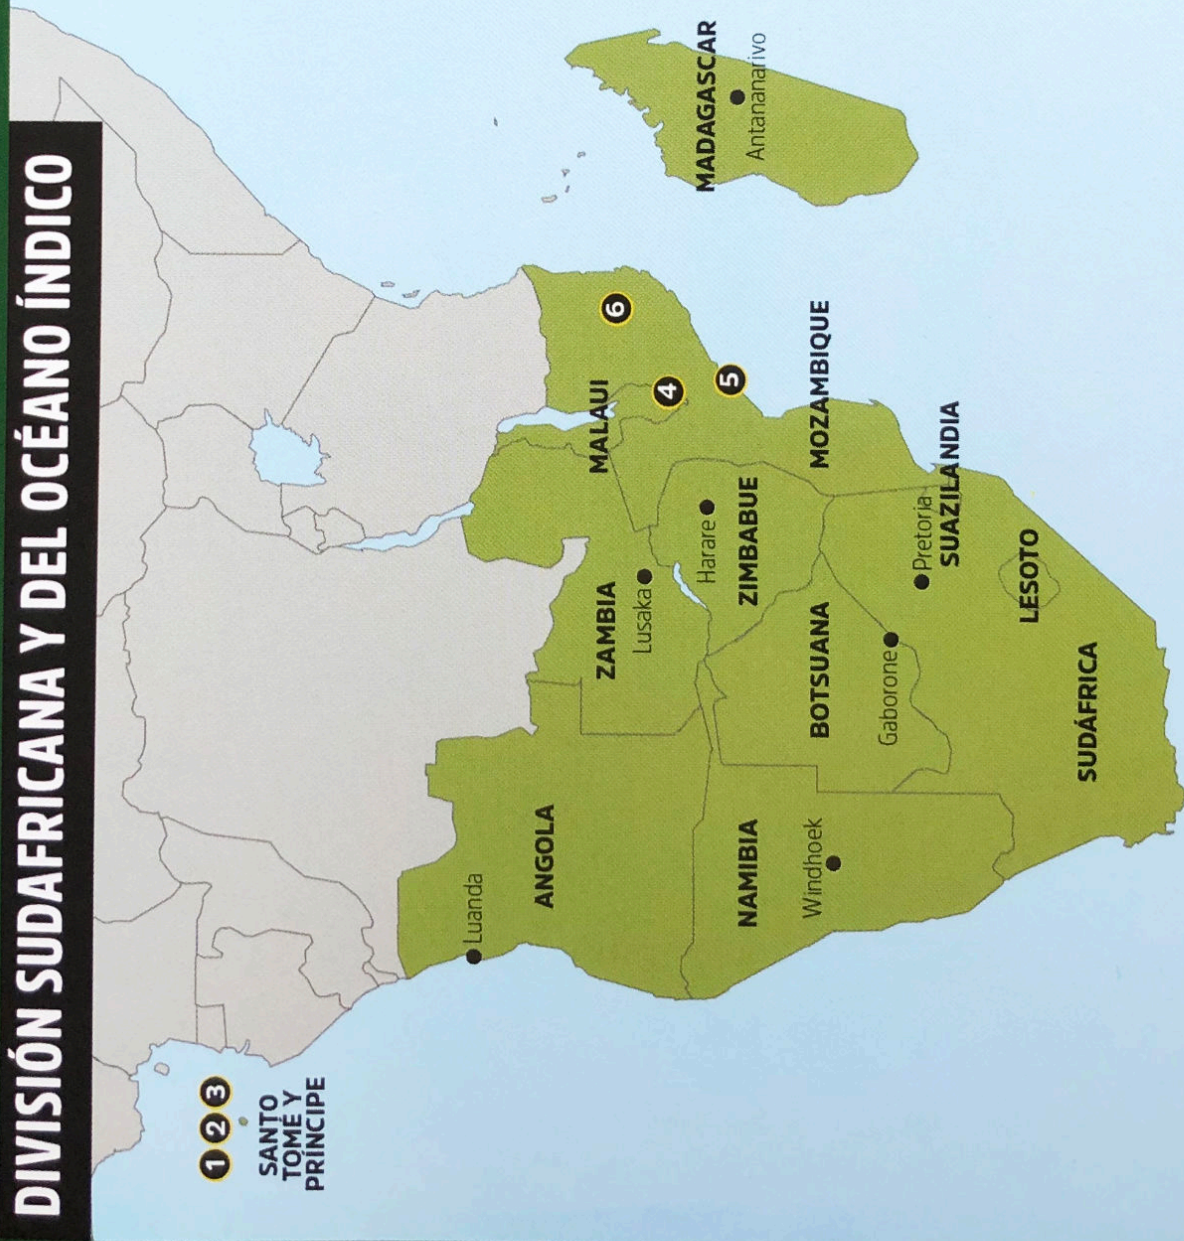 DIVISIÓN SUDAFRICANA Y DEL OCÉANO ÍNDICO
1 2 3
SANTO
TOMÉ Y
PRÍNCIPE
Luanda
ANGOLA
ZAMBIA
Lusaka
MALAUI
6
4
5
MADAGASCAR
Antananarivo
Harare
ZIMBABUE
MOZAMBIQUE
NAMIBIA
Windhoek
BOTSUANA
Gaborone
Pretoria
SUAZILANDIA
LESOTO
SUDÁFRICA